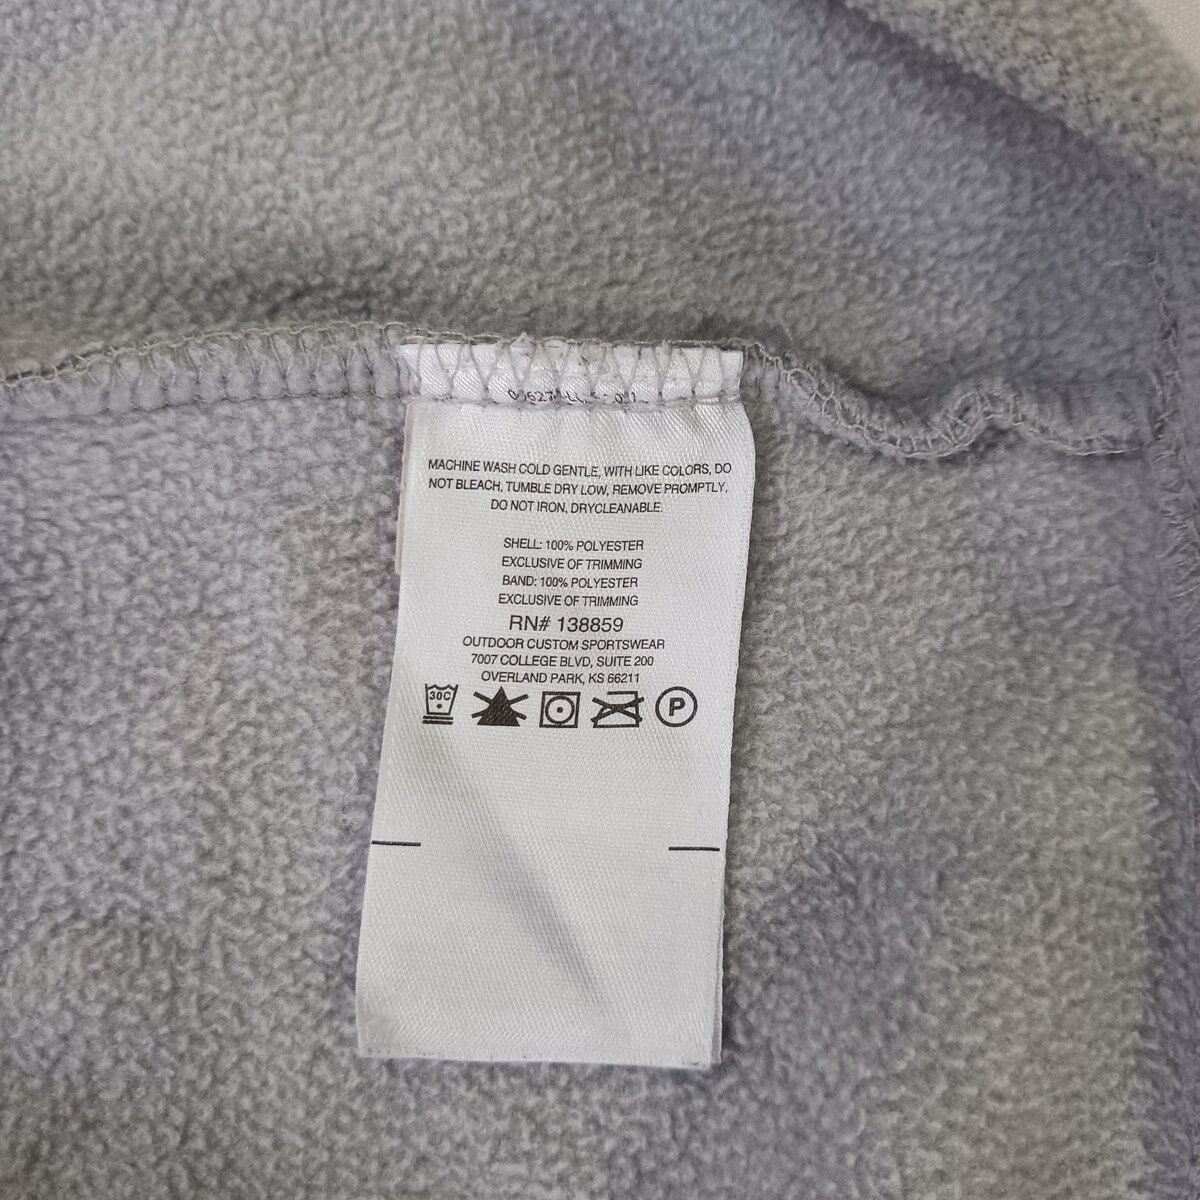 MACHINE WASH COLD GENTLE, WITH LIKE COLORS, DO
NOT BLEACH, TUMBLE DRY LOW, REMOVE PROMPTLY,
DO NOT IRON, DRYCLEANABLE.
SHELL: 100% POLYESTER
EXCLUSIVE OF TRIMMING
BAND: 100% POLYESTER
EXCLUSIVE OF TRIMMING
RN# 138859
OUTDOOR CUSTOM SPORTSWEAR
7007 COLLEGE BLVD, SUITE 200
OVERLAND PARK, KS 66211
30C
P